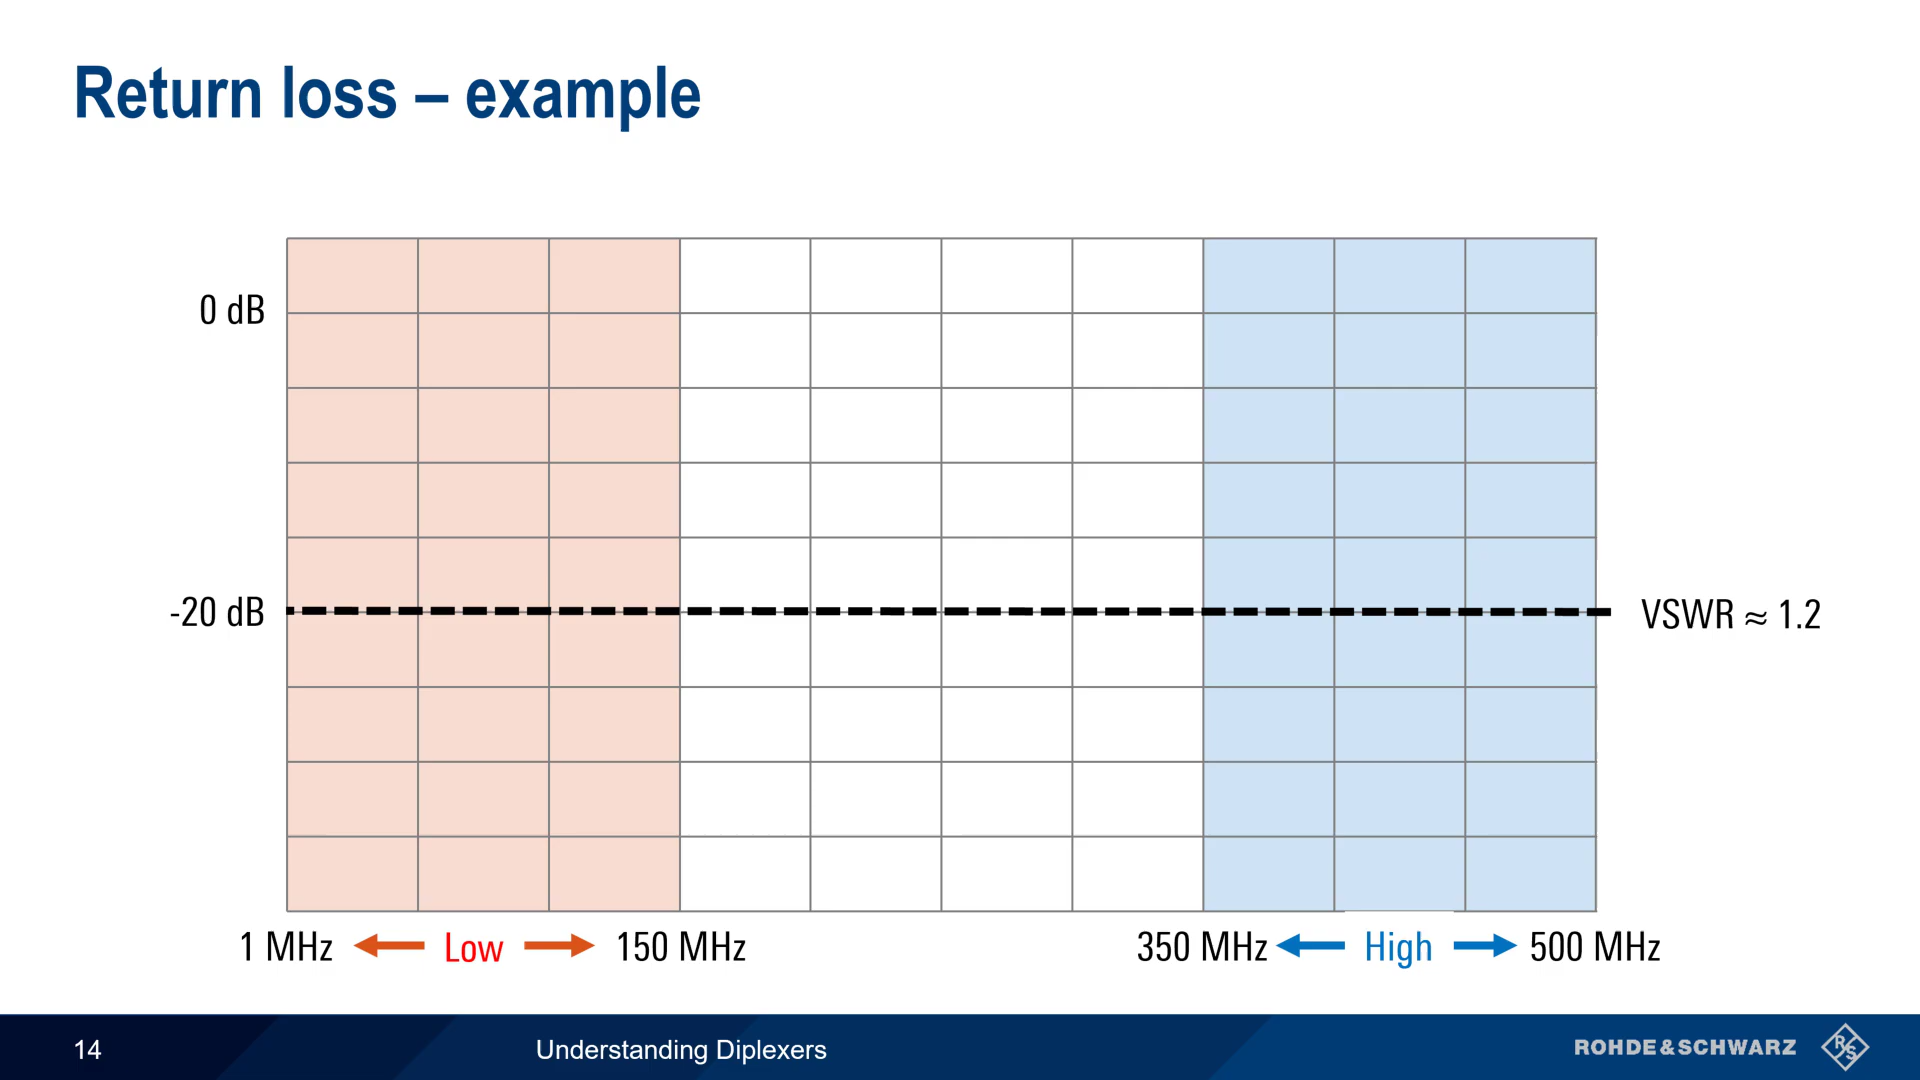 Return loss – example
0 dB
-20 dB
VSWR ≈ 1.2
1 MHz Low 150 MHz 350 MHz High 500 MHz
14 Understanding Diplexers ROHDE&SCHWARZ
R&S